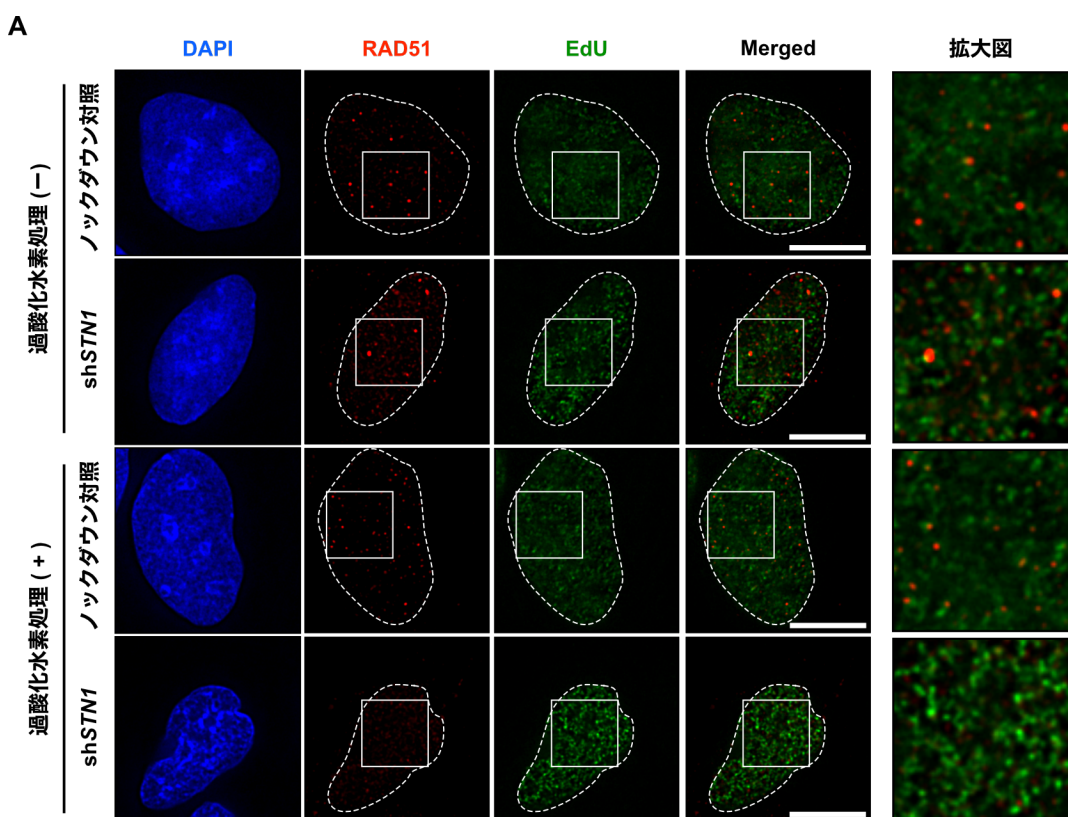 A
DAPI
RAD51
EdU
Merged
拡大図
過酸化水素処理 (－)
ノックダウン対照
shSTN1
過酸化水素処理 (+)
ノックダウン対照
shSTN1